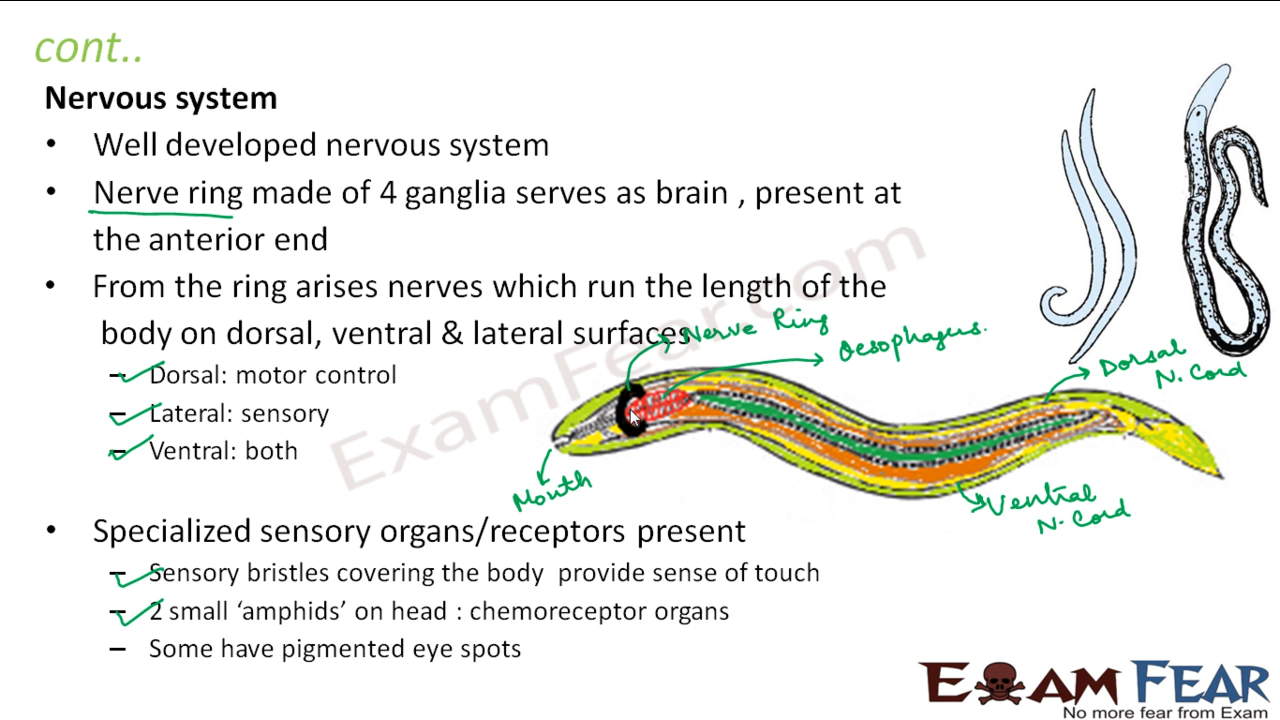 cont..
Nervous system
• Well developed nervous system
• Nerve ring made of 4 ganglia serves as brain , present at
the anterior end
• From the ring arises nerves which run the length of the
body on dorsal, ventral & lateral surfaces
– Dorsal: motor control
– Lateral: sensory
– Ventral: both
Nerve Ring
Oesophagus.
Dorsal
N. Cord
Mouth
Ventral
N. Cord
• Specialized sensory organs/receptors present
– Sensory bristles covering the body provide sense of touch
– 2 small ‘amphids’ on head : chemoreceptor organs
– Some have pigmented eye spots
ExamFear.com
EXAM FEAR
No more fear from Exam